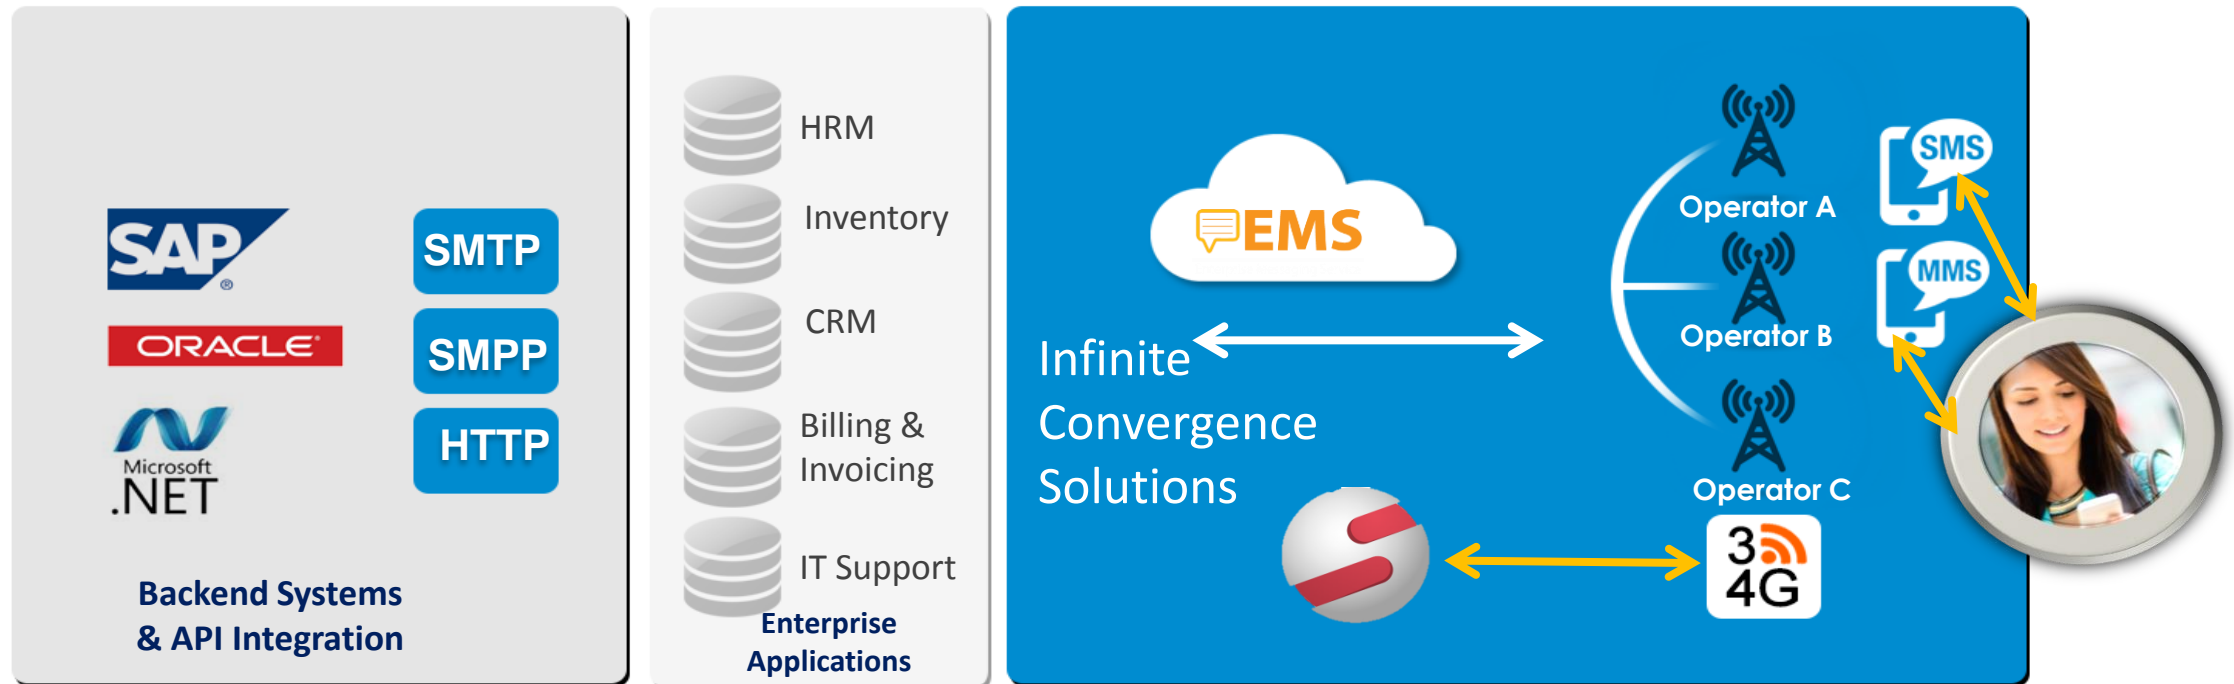 SAP
®
ORACLE®
Microsoft
.NET
SMTP
SMPP
HTTP
Backend Systems
& API Integration
HRM
Inventory
CRM
Billing &
Invoicing
IT Support
Enterprise
Applications
EMS
Infinite
Convergence
Solutions
Operator A
Operator B
Operator C
SMS
MMS
3
4G